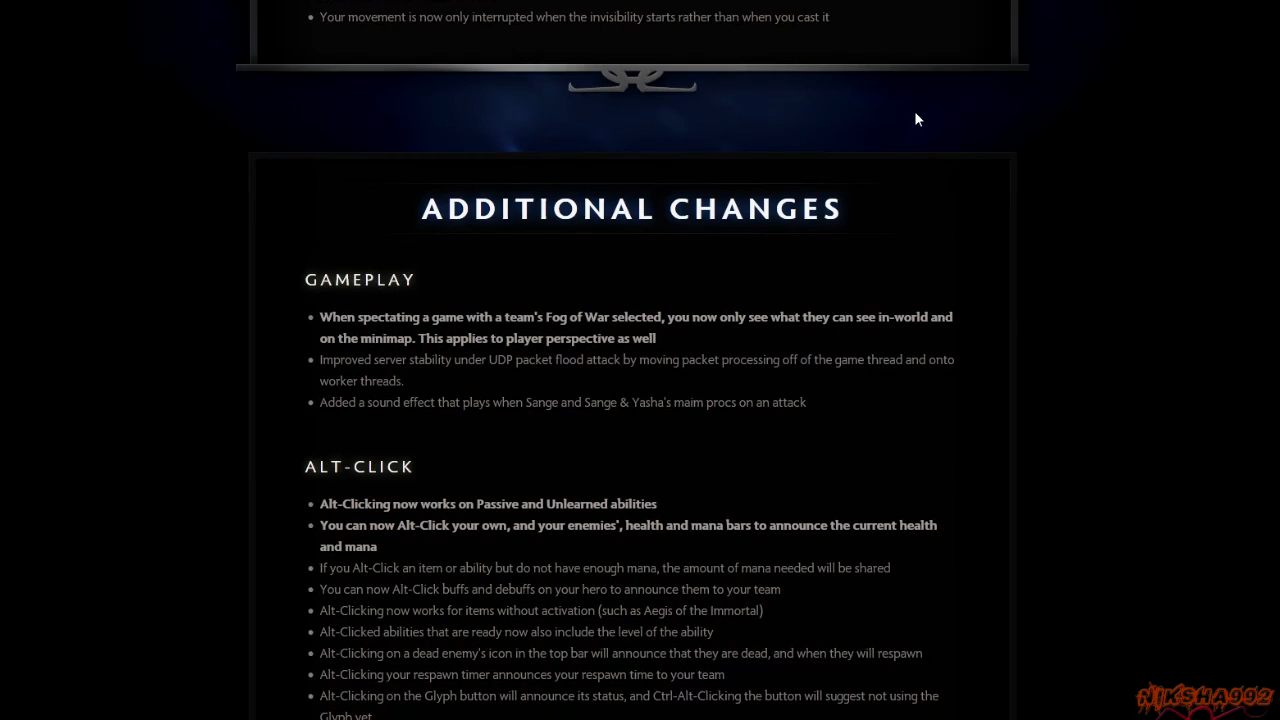 Your movement is now only interrupted when the invisibility starts rather than when you cast it
ADDITIONAL CHANGES
GAMEPLAY
When spectating a game with a team's Fog of War selected, you now only see what they can see in-world and
on the minimap. This applies to player perspective as well
Improved server stability under UDP packet flood attack by moving packet processing off of the game thread and onto
worker threads.
Added a sound effect that plays when Sange and Sange & Yasha's maim procs on an attack
ALT-CLICK
Alt-Clicking now works on Passive and Unlearned abilities
You can now Alt-Click your own, and your enemies', health and mana bars to announce the current health
and mana
If you Alt-Click an item or ability but do not have enough mana, the amount of mana needed will be shared
You can now Alt-Click buffs and debuffs on your hero to announce them to your team
Alt-Clicking now works for items without activation (such as Aegis of the Immortal)
Alt-Clicked abilities that are ready now also include the level of the ability
Alt-Clicking on a dead enemy's icon in the top bar will announce that they are dead, and when they will respawn
Alt-Clicking your respawn timer announces your respawn time to your team
Alt-Clicking on the Glyph button will announce its status, and Ctrl-Alt-Clicking the button will suggest not using the
Glyph yet
NIKSHA992